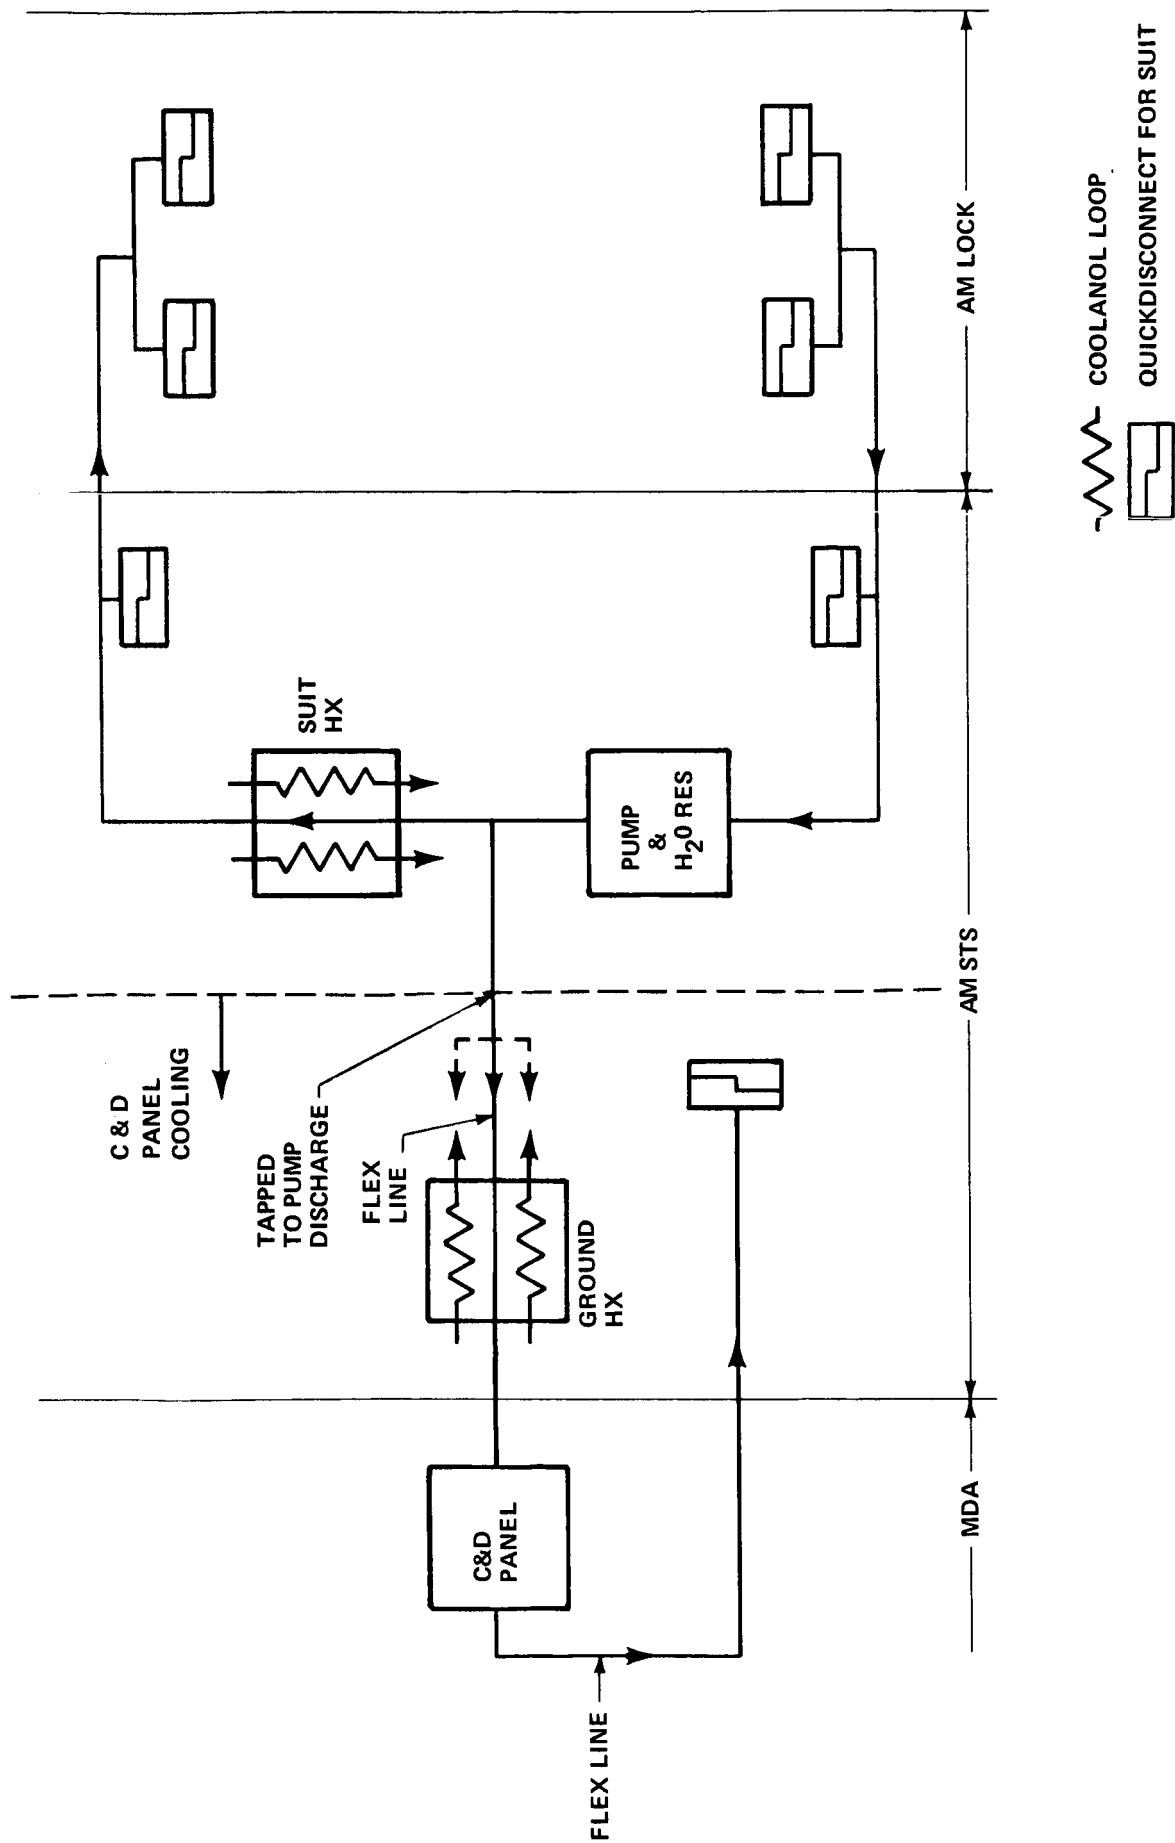 SUIT
HX
PUMP
&
H2O RES
C & D
PANEL
COOLING
TAPPED
TO PUMP
DISCHARGE
FLEX
LINE
GROUND
HX
C&D
PANEL
FLEX LINE
MDA
AM STS
AM LOCK
COOLANOL LOOP
QUICKDISCONNECT FOR SUIT